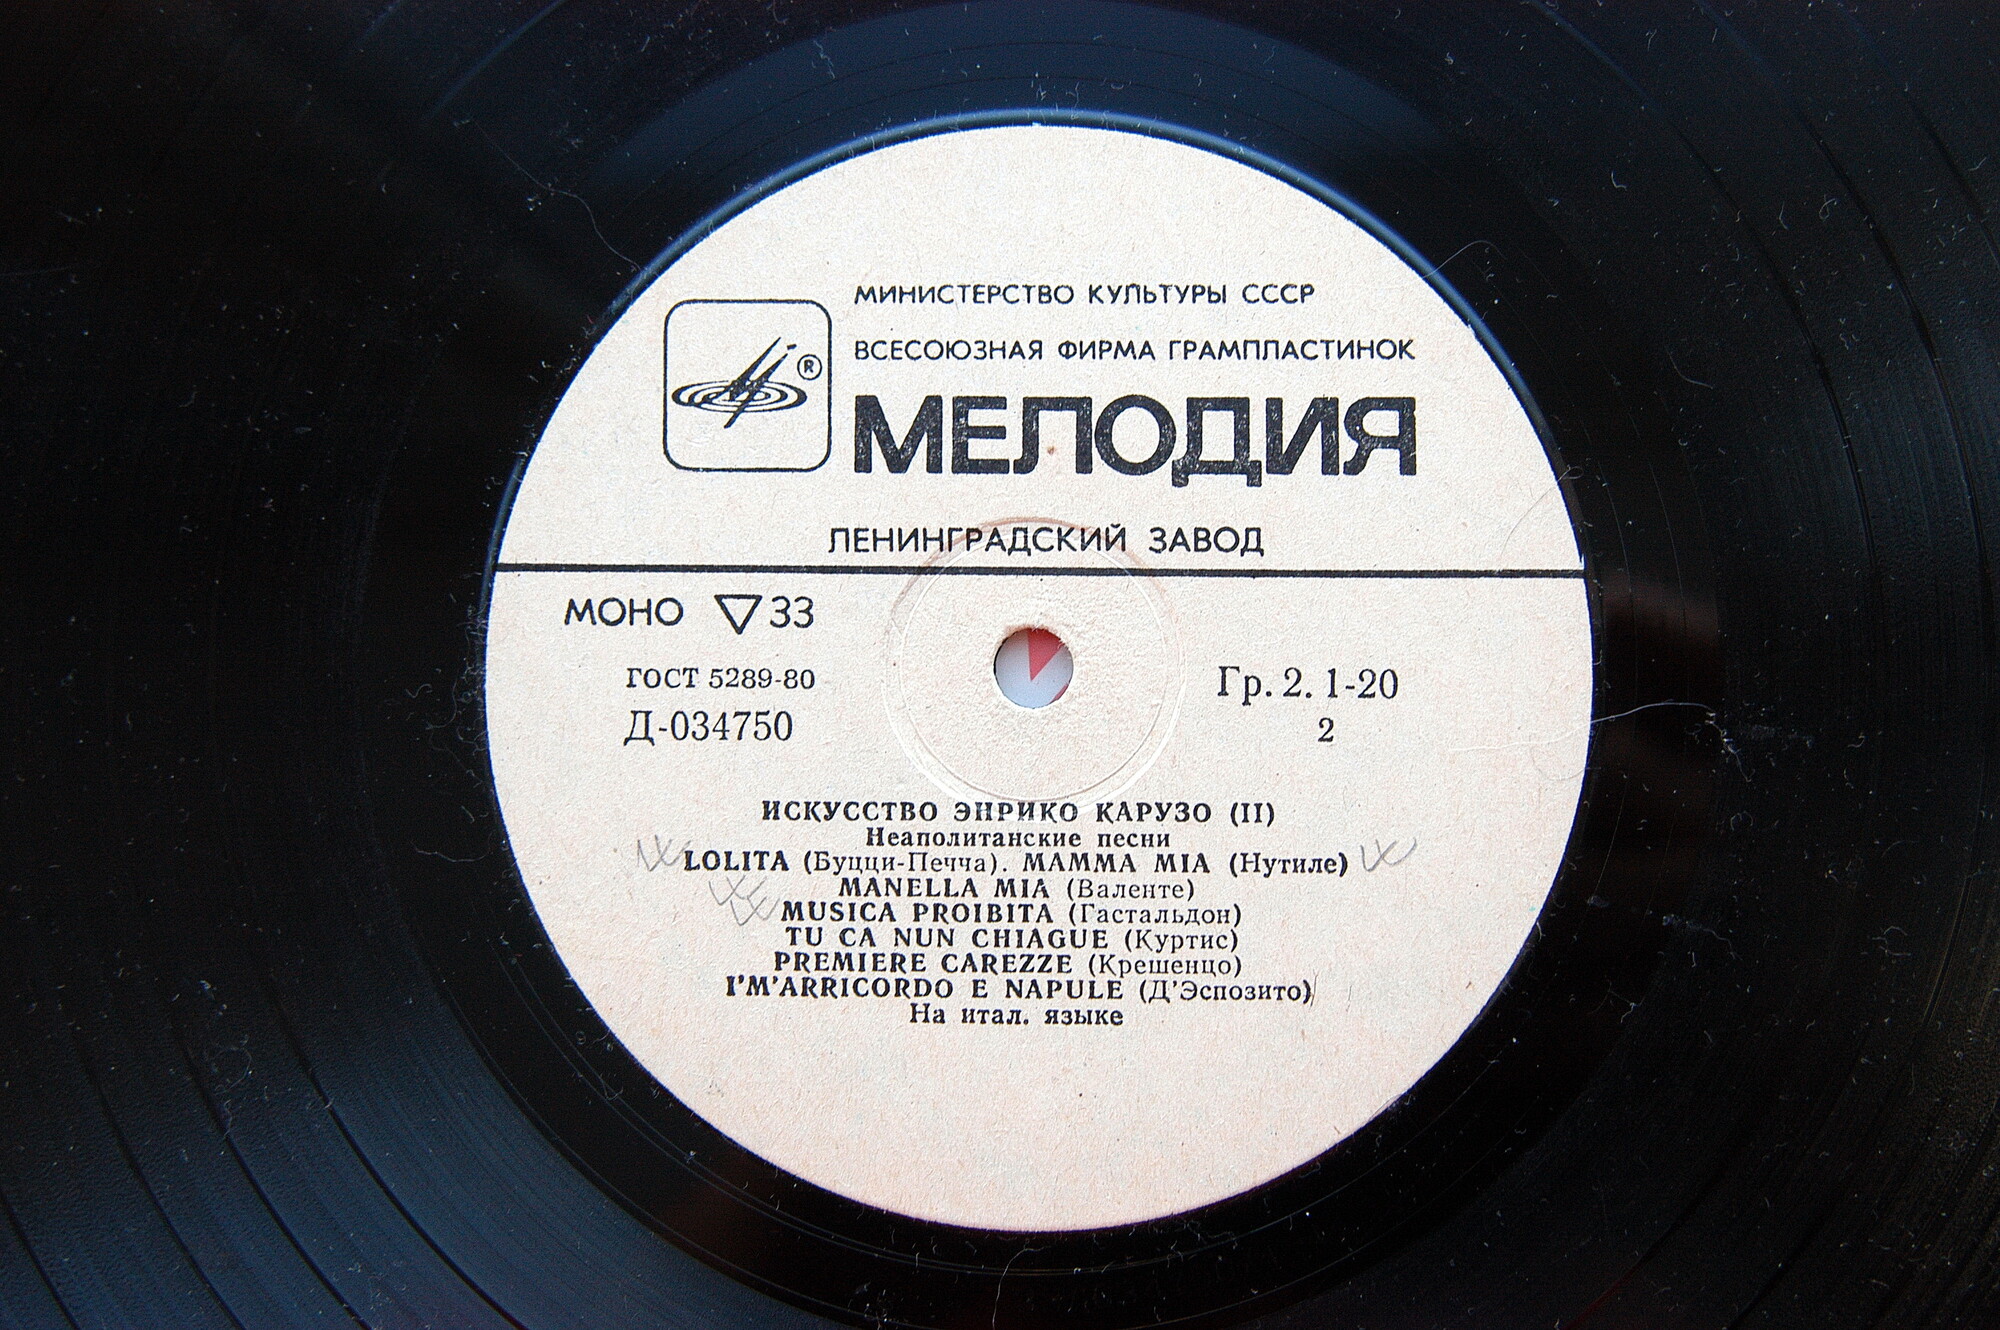 МИНИСТЕРСТВО КУЛЬТУРЫ СССР
ВСЕСОЮЗНАЯ ФИРМА ГРАМПЛАСТИНОК
®
МЕЛОДИЯ
ЛЕНИНГРАДСКИЙ ЗАВОД
МОНО ▽ 33
ГОСТ 5289-80
Гр. 2. 1-20
Д-034750
2
ИСКУССТВО ЭНРИКО КАРУЗО (II)
Неаполитанские песни
LOLITA (Буцци-Печча). MAMMA MIA (Нутиле)
MANELLA MIA (Валенте)
MUSICA PROIBITA (Гастальдон)
TU CA NUN CHIAGUE (Куртис)
PREMIERE CAREZZE (Крешенцо)
I'M'ARRICORDO E NAPULE (Д'Эспозито)
На итал. языке